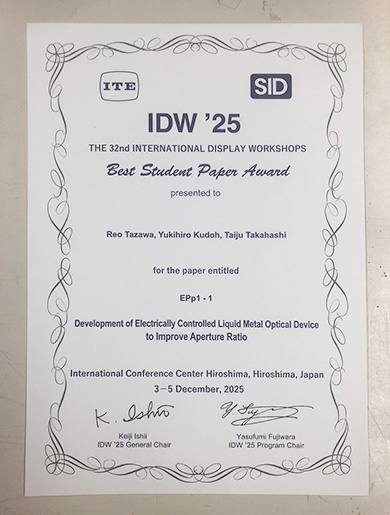 ITE
SID
IDW ’25
THE 32nd INTERNATIONAL DISPLAY WORKSHOPS
Best Student Paper Award
presented to
Reo Tazawa, Yukihiro Kudoh, Taiju Takahashi
for the paper entitled
EPp1 - 1
Development of Electrically Controlled Liquid Metal Optical Device
to Improve Aperture Ratio
International Conference Center Hiroshima, Hiroshima, Japan
3－5 December, 2025
K. Ishii
Keiji Ishii
IDW ’25 General Chair
Yasufumi Fujiwara
IDW ’25 Program Chair